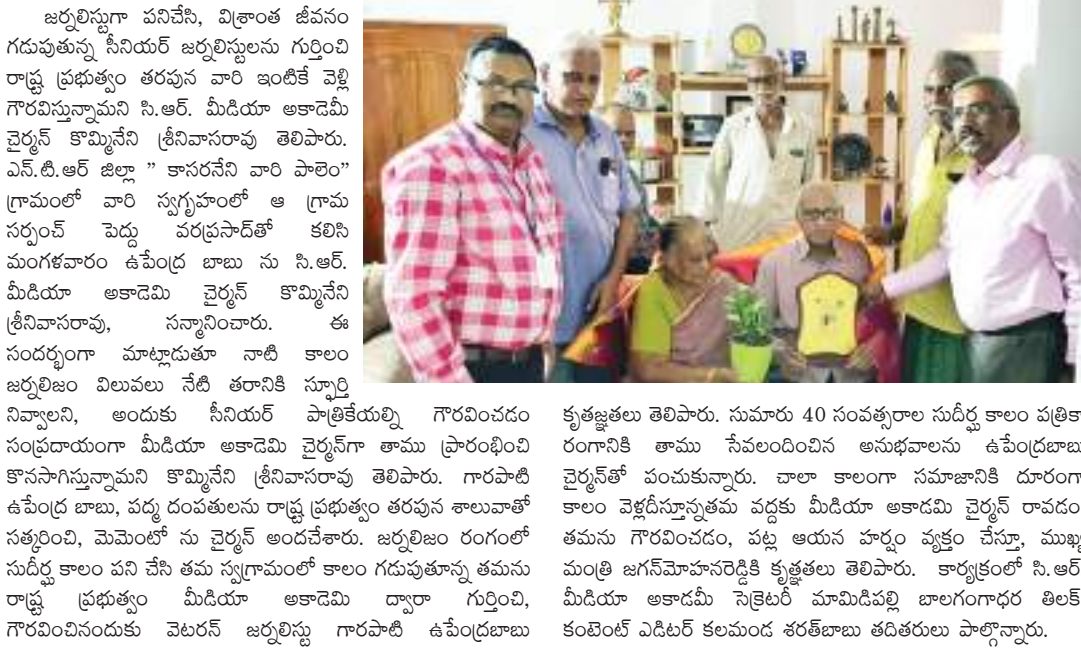 జర్నలిస్టుగా పనిచేసి, విశ్రాంత జీవనం
గడుపుతున్న సీనియర్ జర్నలిస్టులను గుర్తించి
రాష్ట్ర ప్రభుత్వం తరపున వారి ఇంటికే వెళ్లి
గౌరవిస్తున్నామని సి.ఆర్. మీడియా అకాడెమీ
చైర్మన్ కొమ్మినేని శ్రీనివాసరావు తెలిపారు.
ఎన్.టి.ఆర్ జిల్లా " కాసరనేని వారి పాలెం"
గ్రామంలో వారి స్వగృహంలో ఆ గ్రామ
సర్పంచ్ పెద్దు వరప్రసాద్‌తో కలిసి
మంగళవారం ఉపేంద్ర బాబు ను సి.ఆర్.
మీడియా అకాడెమి చైర్మన్ కొమ్మినేని
శ్రీనివాసరావు, సన్మానించారు. ఈ
సందర్భంగా మాట్లాడుతూ నాటి కాలం
జర్నలిజం విలువలు నేటి తరానికి స్ఫూర్తి
నివ్వాలని, అందుకు సీనియర్ పాత్రికేయుల్ని గౌరవించడం
సంప్రదాయంగా మీడియా అకాడెమి చైర్మన్‌గా తాము ప్రారంభించి
కొనసాగిస్తున్నామని కొమ్మినేని శ్రీనివాసరావు తెలిపారు. గారపాటి
ఉపేంద్ర బాబు, పద్మ దంపతులను రాష్ట్ర ప్రభుత్వం తరపున శాలువాతో
సత్కరించి, మెమెంటో ను చైర్మన్ అందచేశారు. జర్నలిజం రంగంలో
సుదీర్ఘ కాలం పని చేసి తమ స్వగ్రామంలో కాలం గడుపుతూన్న తమను
రాష్ట్ర ప్రభుత్వం మీడియా అకాడెమి ద్వారా గుర్తించి,
గౌరవించినందుకు వెటరన్ జర్నలిస్టు గారపాటి ఉపేంద్రబాబు
కృతజ్ఞతలు తెలిపారు. సుమారు 40 సంవత్సరాల సుదీర్ఘ కాలం పత్రికా
రంగానికి తాము సేవలందించిన అనుభవాలను ఉపేంద్రబాబు
చైర్మన్‌తో పంచుకున్నారు. చాలా కాలంగా సమాజానికి దూరంగా
కాలం వెళ్లదీస్తూన్నతమ వద్దకు మీడియా అకాడమి చైర్మన్ రావడం
తమను గౌరవించడం, పట్ల ఆయన హర్షం వ్యక్తం చేస్తూ, ముఖ్య
మంత్రి జగన్‌మోహనరెడ్డికి కృత్ఞతలు తెలిపారు. కార్యక్రంలో సి.ఆర్
మీడియా అకాడమీ సెక్రెటరీ మామిడిపల్లి బాలగంగాధర తిలక్
కంటెంట్ ఎడిటర్ కలమండ శరత్‌బాబు తదితరులు పాల్గొన్నారు.